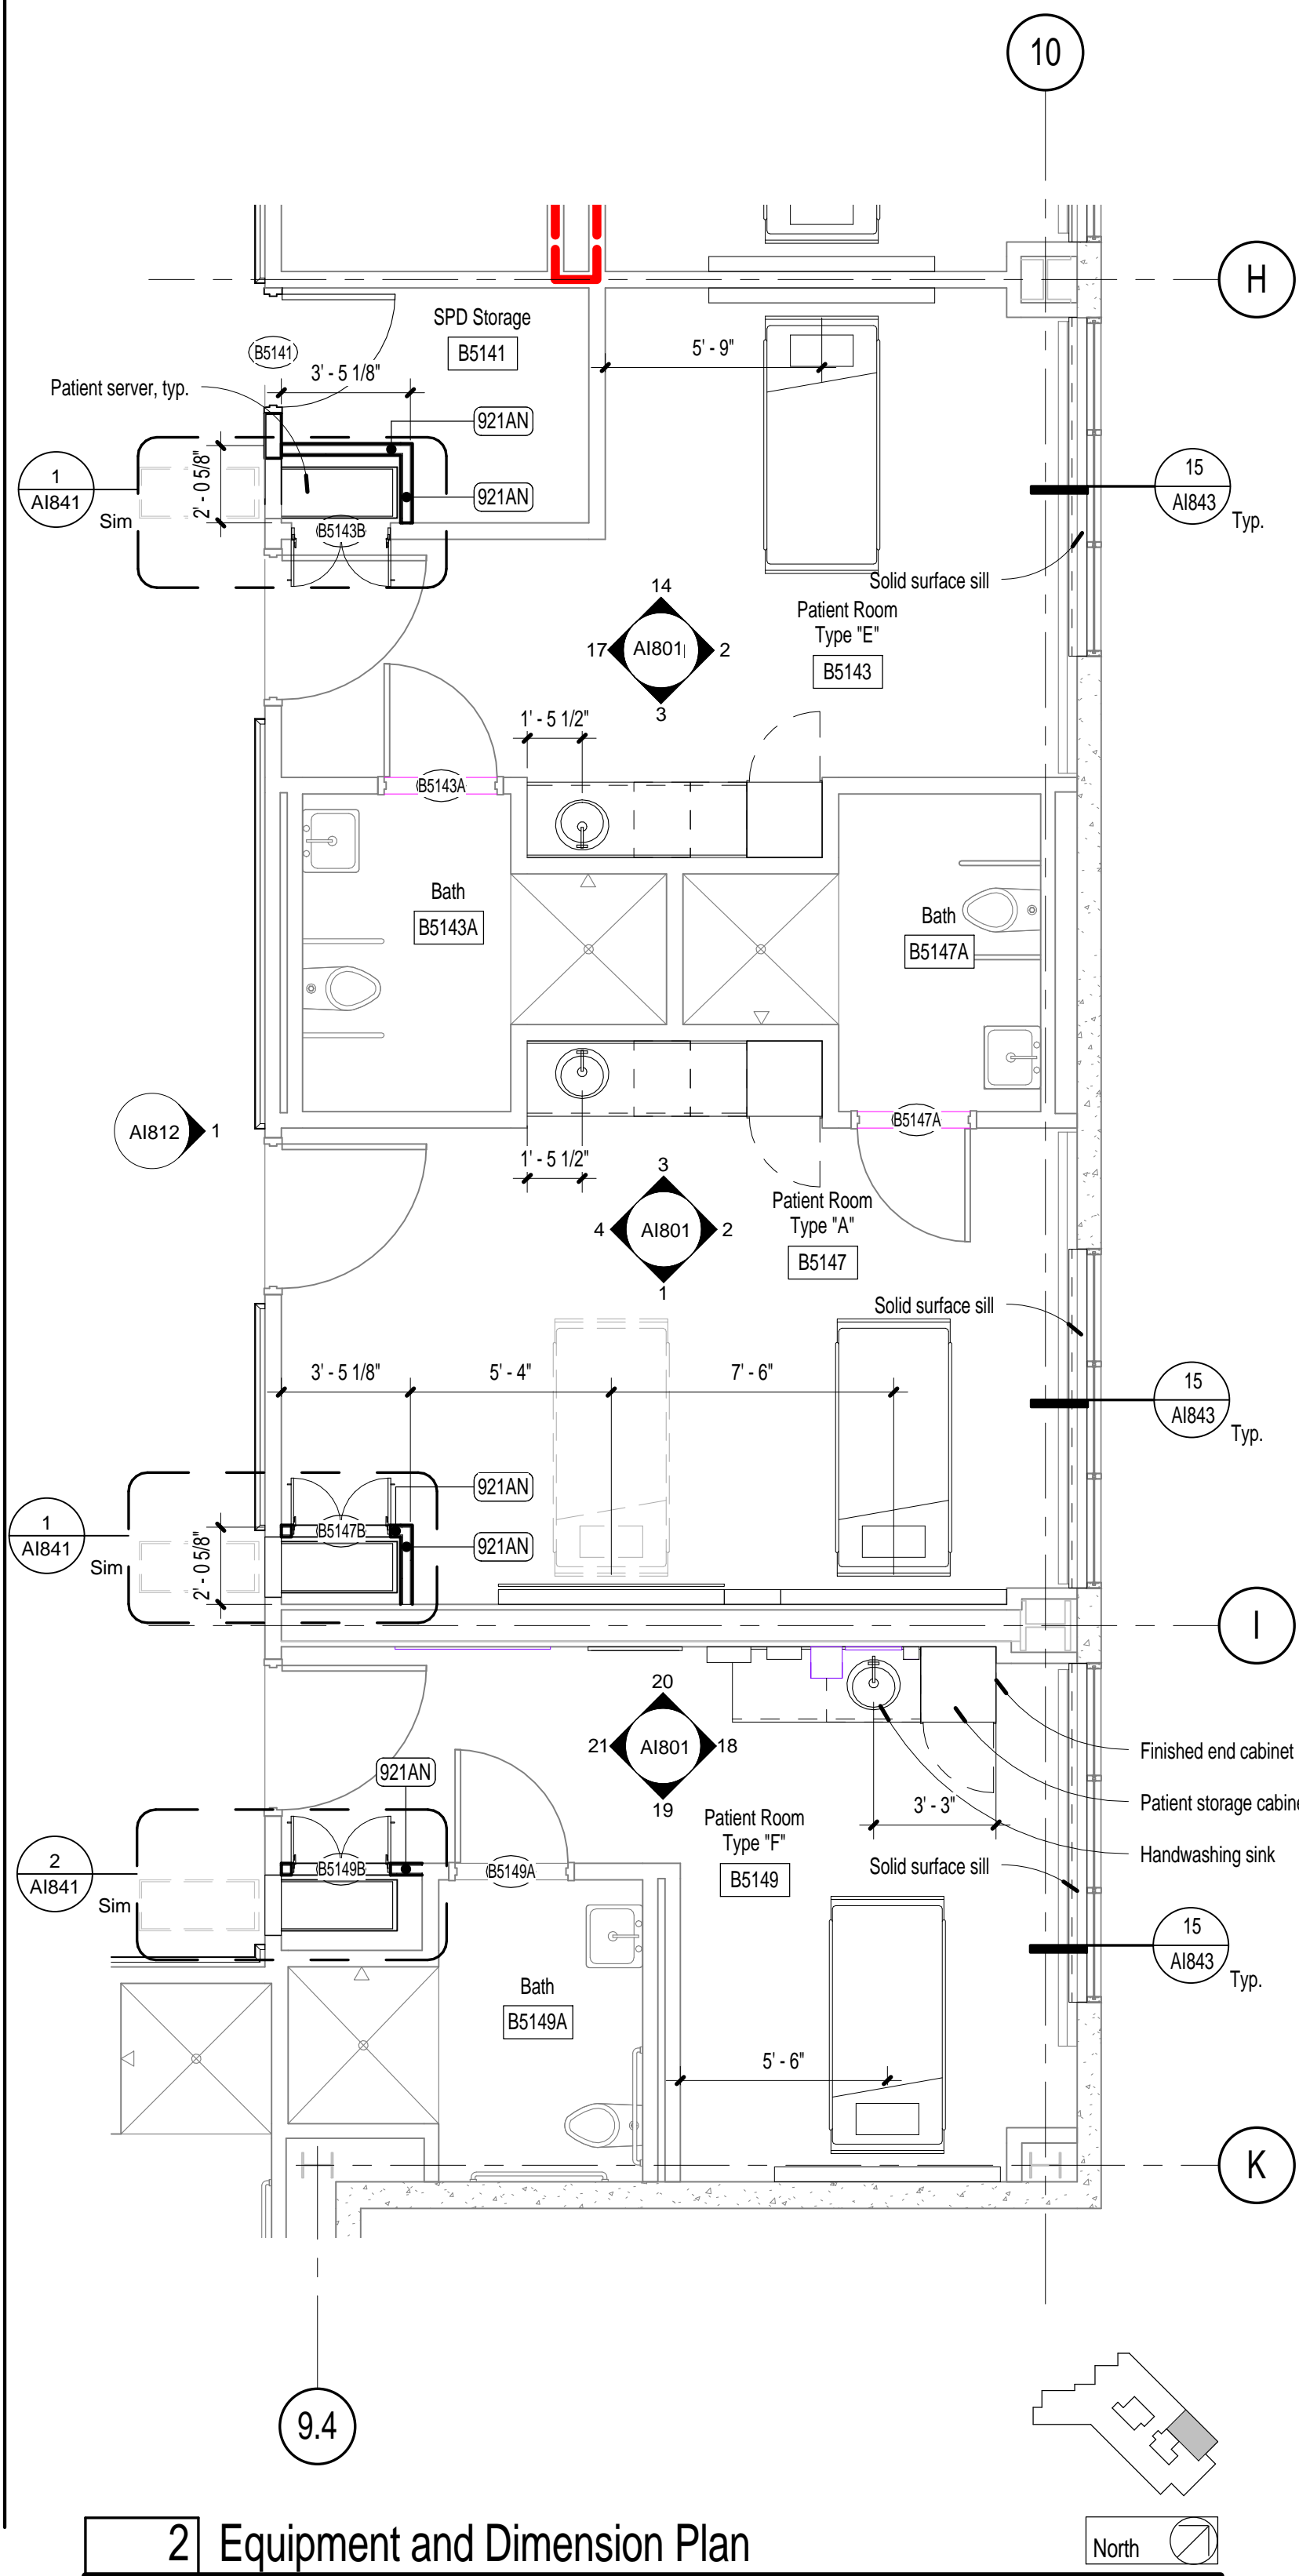 10
H
SPD Storage
B5141
B5141
5' - 9"
3' - 5 1/8"
Patient server, typ.
921AN
2' - 0 5/8"
1
AI841
Sim
921AN
B5143B
15
AI843
Typ.
Solid surface sill
Patient Room
Type "E"
B5143
14
17
AI801
2
3
1' - 5 1/2"
B5143A
Bath
B5143A
Bath
B5147A
AI812
1
B5147A
1' - 5 1/2"
3
4
AI801
2
1
Patient Room
Type "A"
B5147
Solid surface sill
3' - 5 1/8"
5' - 4"
7' - 6"
15
AI843
Typ.
921AN
1
AI841
Sim
2' - 0 5/8"
B5147B
921AN
I
20
21
AI801
18
19
Finished end cabinet
921AN
3' - 3"
Patient storage cabine
Patient Room
Type "F"
B5149
Handwashing sink
Solid surface sill
2
AI841
Sim
B5149B
B5149A
15
AI843
Typ.
Bath
B5149A
5' - 6"
K
9.4
2
Equipment and Dimension Plan
North